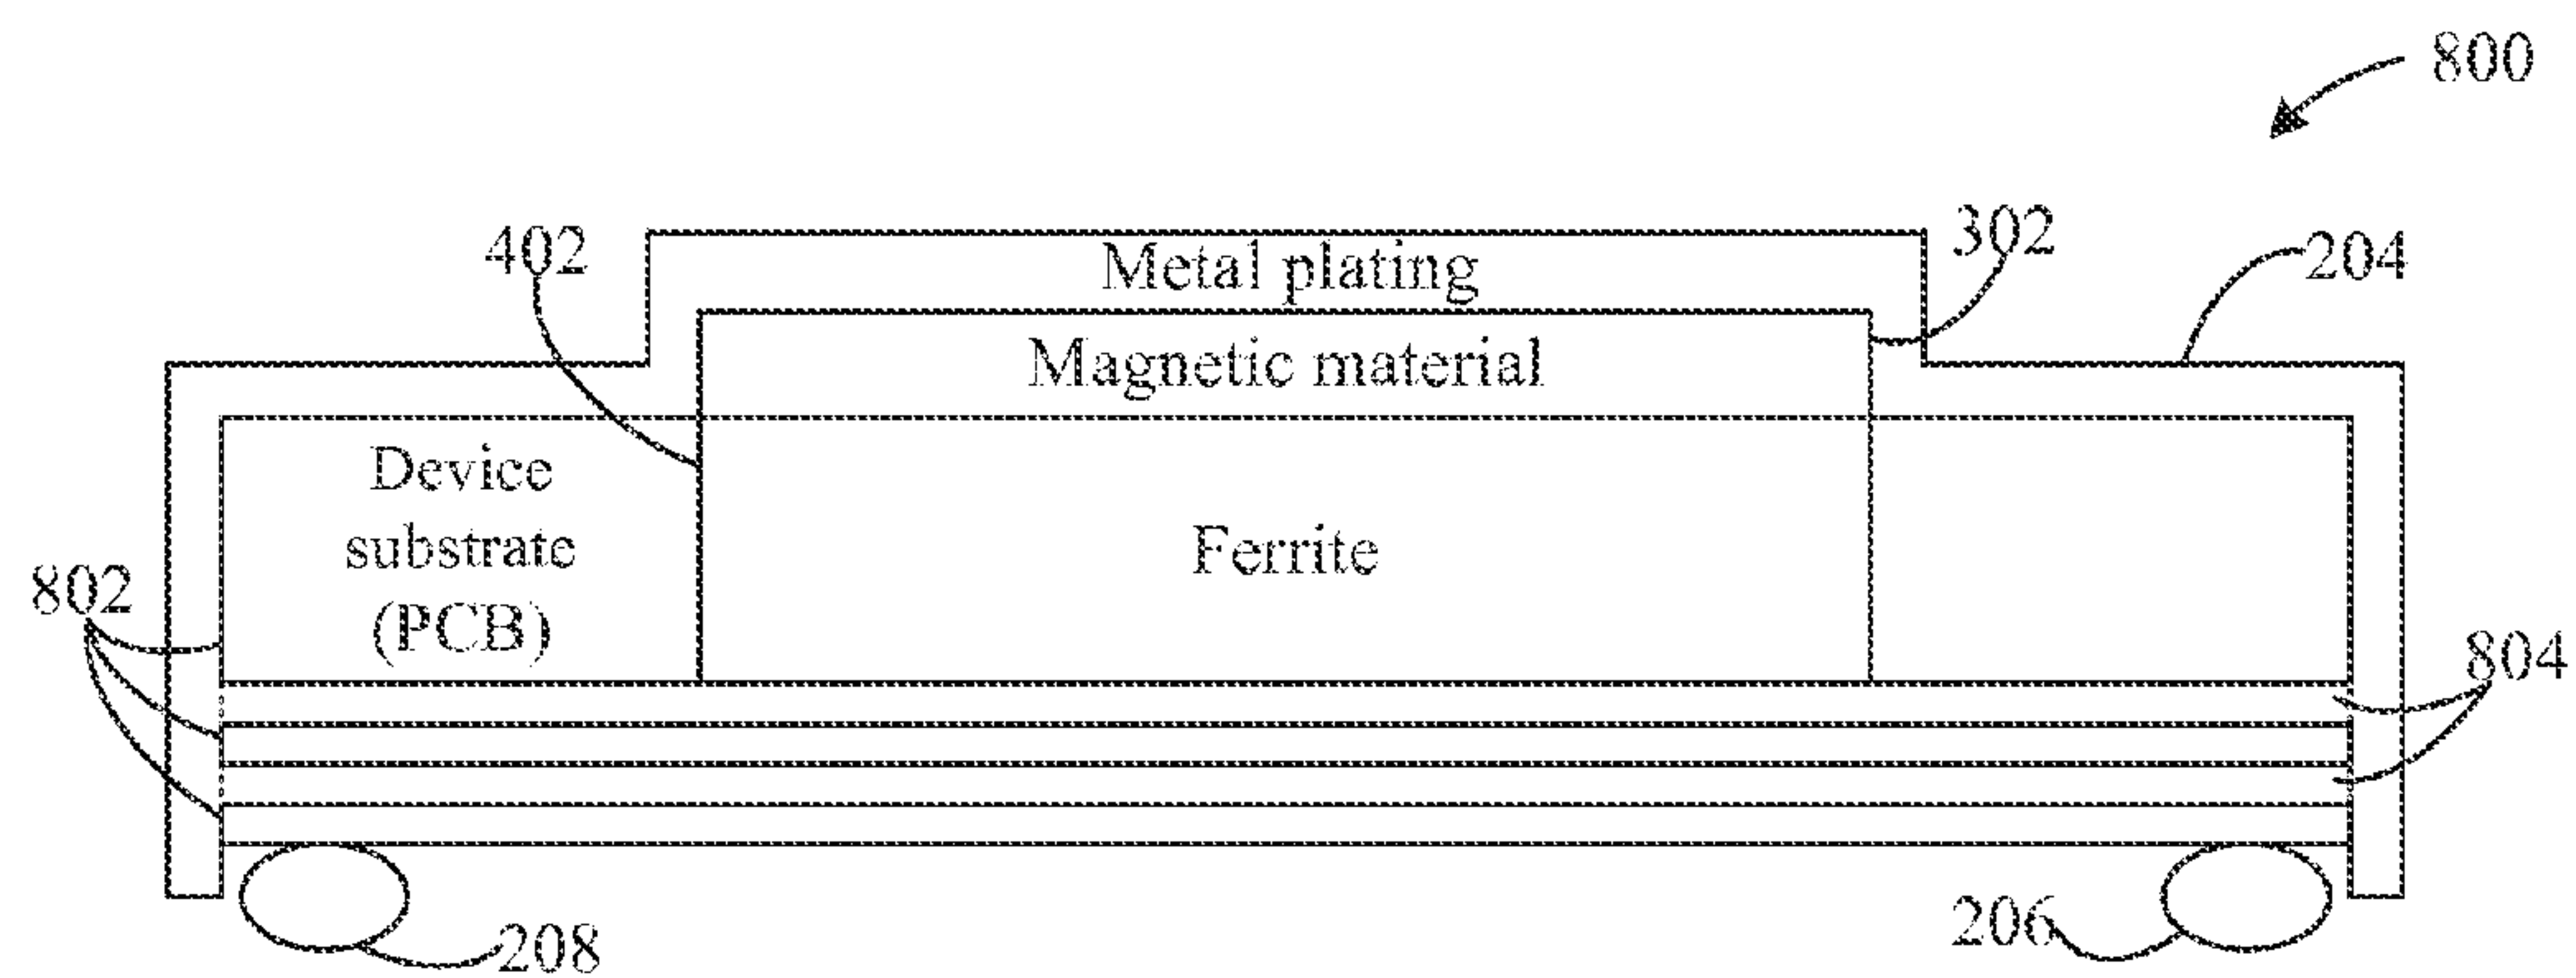 800
402
Metal plating
302
204
Magnetic material
Device
substrate
(PCB)
Ferrite
802
804
208
206